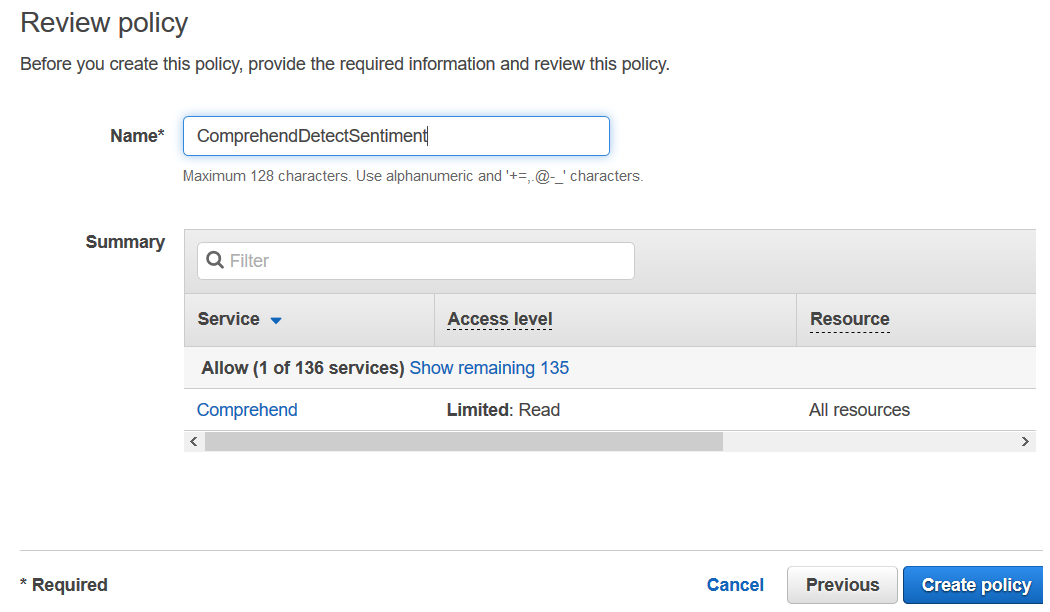 Review policy
Before you create this policy, provide the required information and review this policy.
Name* ComprehendDetectSentiment
Maximum 128 characters. Use alphanumeric and '+=,.@-_' characters.
Summary
Filter
Service Access level Resource
Allow (1 of 136 services) Show remaining 135
Comprehend Limited: Read All resources
* Required Cancel Previous Create policy